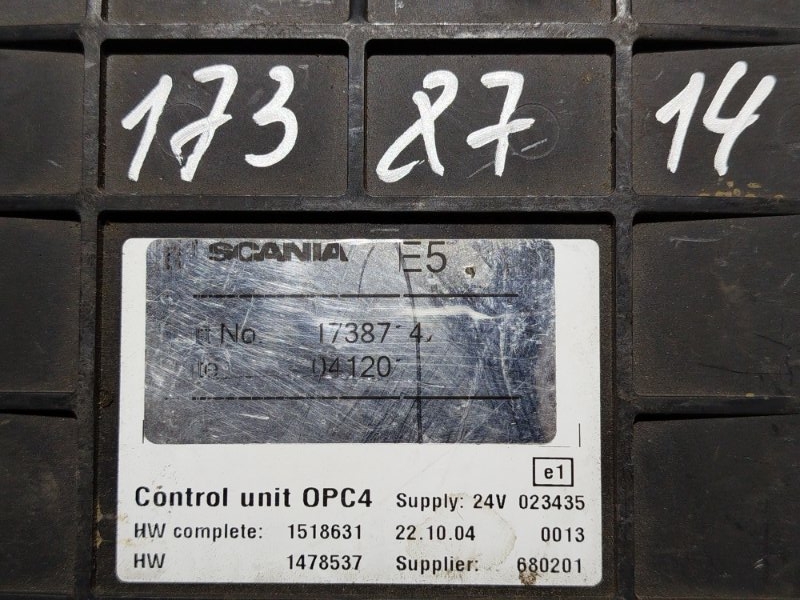 173 87 14
SCANIA E5
No. 17387
04120
e1
Control unit OPC4 Supply: 24V 023435
HW complete: 1518631 22.10.04 0013
HW 1478537 Supplier: 680201